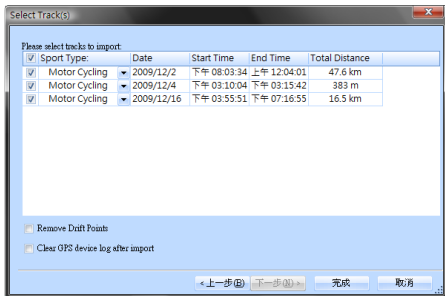 Select Track(s)
Please select tracks to import:
Sport Type: Date Start Time End Time Total Distance
Motor Cycling 2009/12/2 下午 08:03:34 上午 12:04:01 47.6 km
Motor Cycling 2009/12/4 下午 03:10:04 下午 03:15:42 383 m
Motor Cycling 2009/12/16 下午 03:55:51 下午 07:16:55 16.5 km
Remove Drift Points
Clear GPS device log after import
<上一步(B) 下一步(N)> 完成 取消